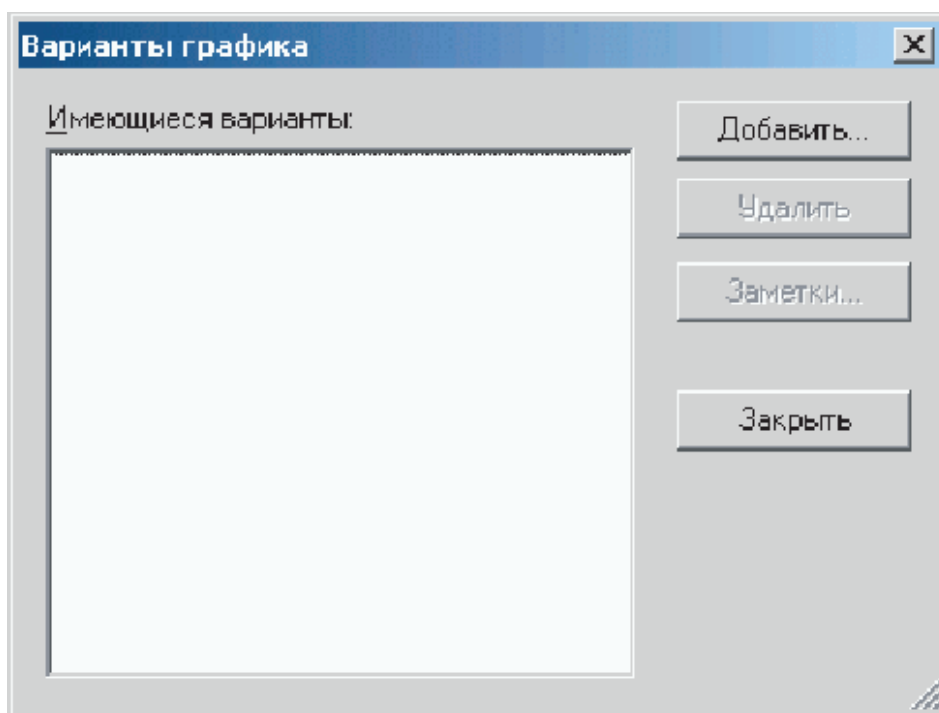 Варианты графика
Имеющиеся варианты:
Добавить...
Удалить
Заметки...
Закрыть